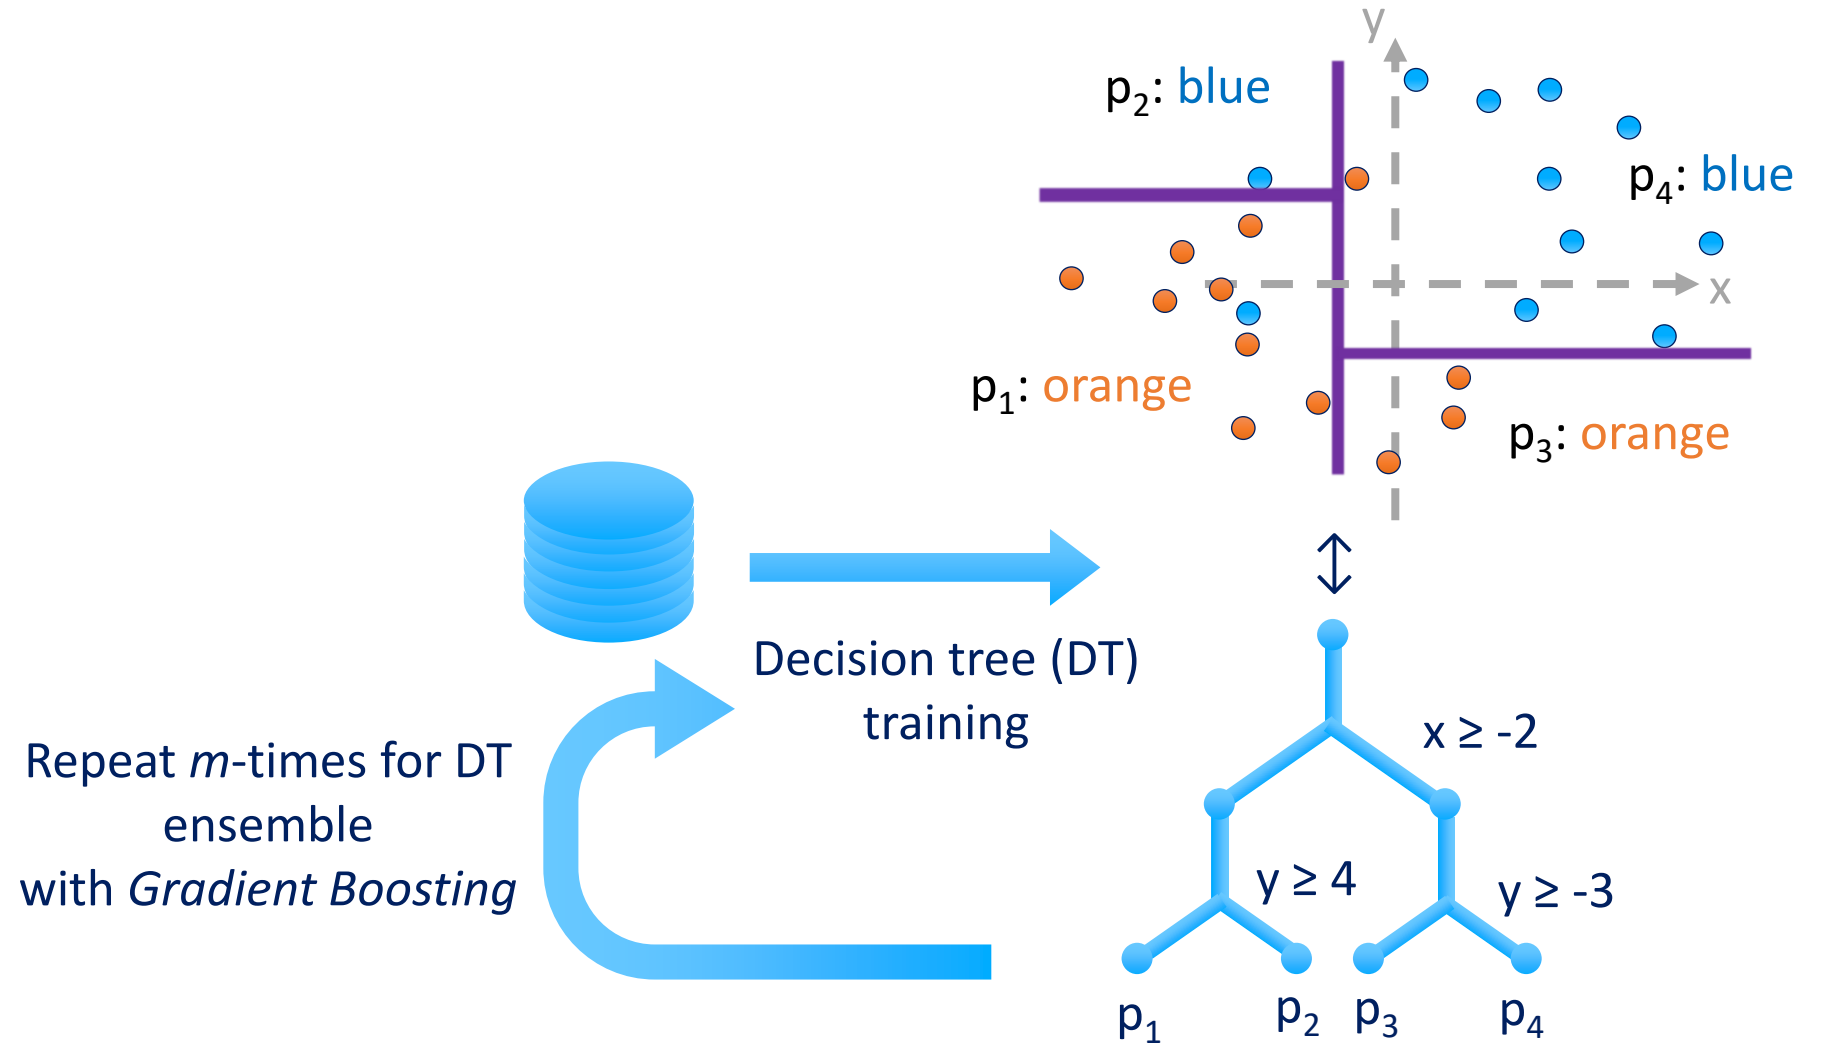 y
p2: blue
p4: blue
x
p1: orange
p3: orange
Decision tree (DT)
training
x ≥ -2
Repeat m-times for DT
ensemble
with Gradient Boosting
y ≥ 4
y ≥ -3
p1
p2
p3
p4